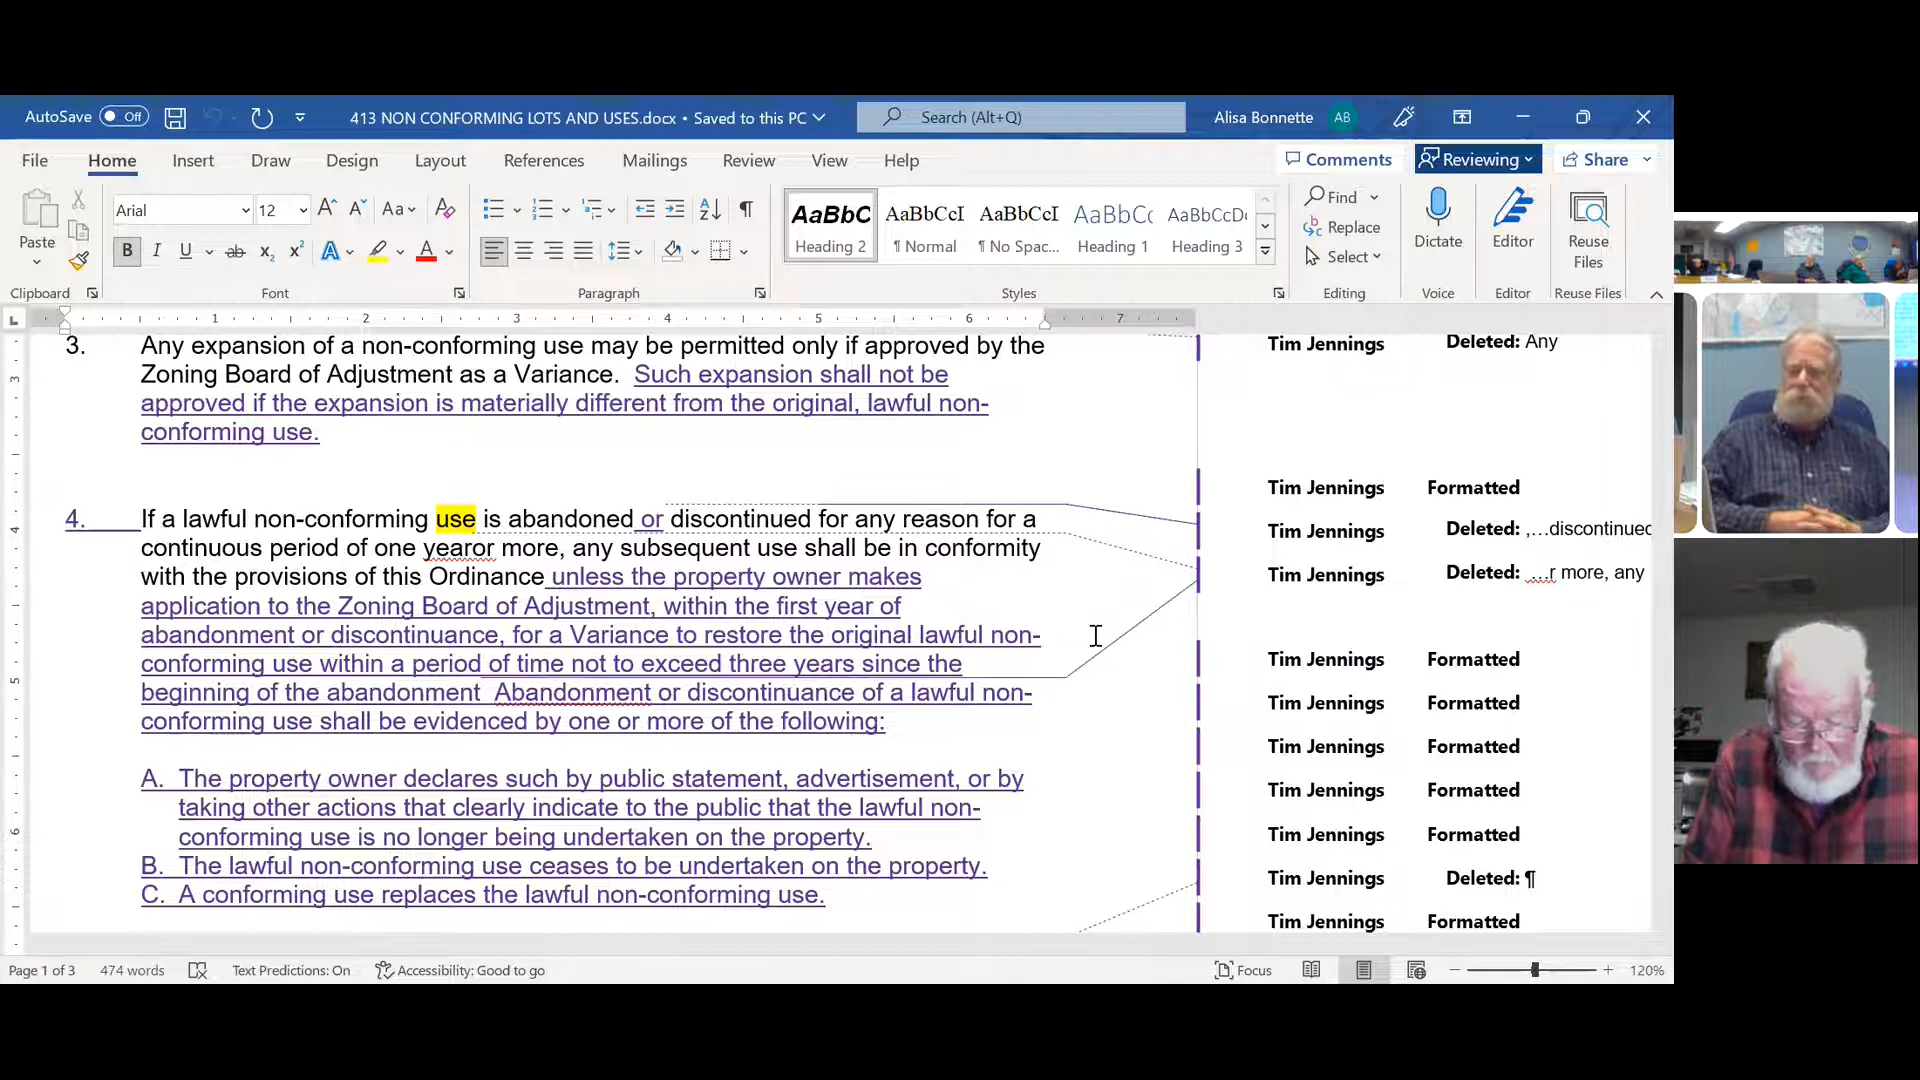 AutoSave Off 413 NON CONFORMING LOTS AND USES.docx • Saved to this PC Search (Alt+Q) Alisa Bonnette AB
File Home Insert Draw Design Layout References Mailings Review View Help Comments Reviewing Share
Paste
Clipboard
Arial 12 Aa
B I U ab x₂ x² A A
Font
Paragraph
AaBbC AaBbCcI AaBbCcI AaBbCc AaBbCcDc
Heading 2 ¶ Normal ¶ No Spac... Heading 1 Heading 3
Styles
Find
Replace
Select
Editing
Dictate
Voice
Editor
Editor
Reuse
Files
Reuse Files
1 2 3 4 5 6 7
3. Any expansion of a non-conforming use may be permitted only if approved by the
Zoning Board of Adjustment as a Variance. Such expansion shall not be
approved if the expansion is materially different from the original, lawful non-
conforming use.
4. If a lawful non-conforming use is abandoned or discontinued for any reason for a
continuous period of one yearor more, any subsequent use shall be in conformity
with the provisions of this Ordinance unless the property owner makes
application to the Zoning Board of Adjustment, within the first year of
abandonment or discontinuance, for a Variance to restore the original lawful non-
conforming use within a period of time not to exceed three years since the
beginning of the abandonment Abandonment or discontinuance of a lawful non-
conforming use shall be evidenced by one or more of the following:
A. The property owner declares such by public statement, advertisement, or by
taking other actions that clearly indicate to the public that the lawful non-
conforming use is no longer being undertaken on the property.
B. The lawful non-conforming use ceases to be undertaken on the property.
C. A conforming use replaces the lawful non-conforming use.
3
4
5
6
Tim Jennings Deleted: Any
Tim Jennings Formatted
Tim Jennings Deleted: ,...discontinued
Tim Jennings Deleted: ...r more, any
Tim Jennings Formatted
Tim Jennings Formatted
Tim Jennings Formatted
Tim Jennings Formatted
Tim Jennings Formatted
Tim Jennings Deleted: ¶
Tim Jennings Formatted
Page 1 of 3 474 words Text Predictions: On Accessibility: Good to go Focus 120%